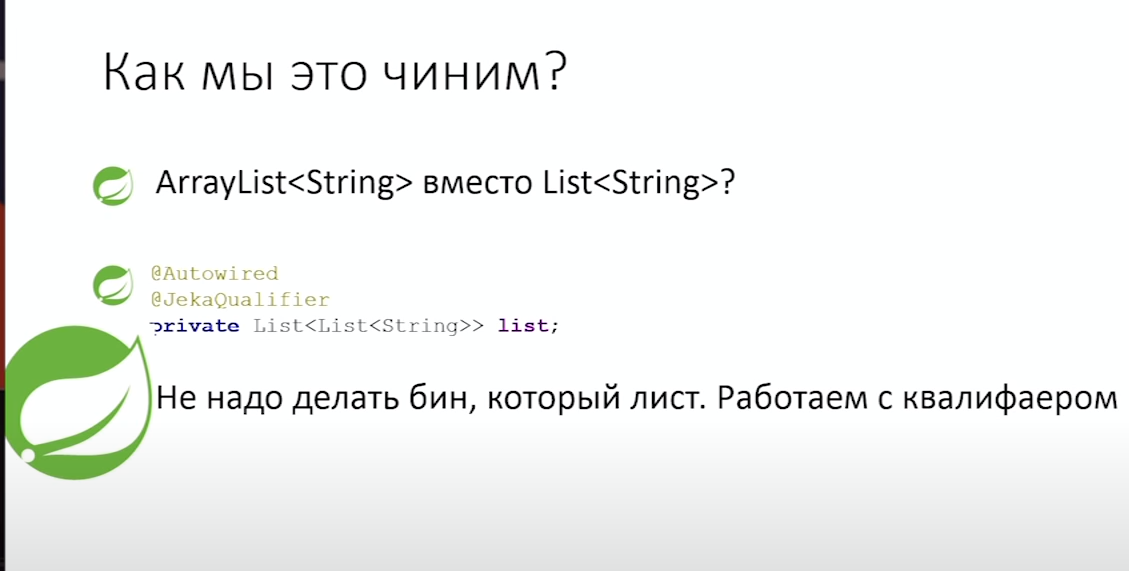 Как мы это чиним?
ArrayList<String> вместо List<String>?
@Autowired
@JekaQualifier
private List<List<String>> list;
Не надо делать бин, который лист. Работаем с квалифаером